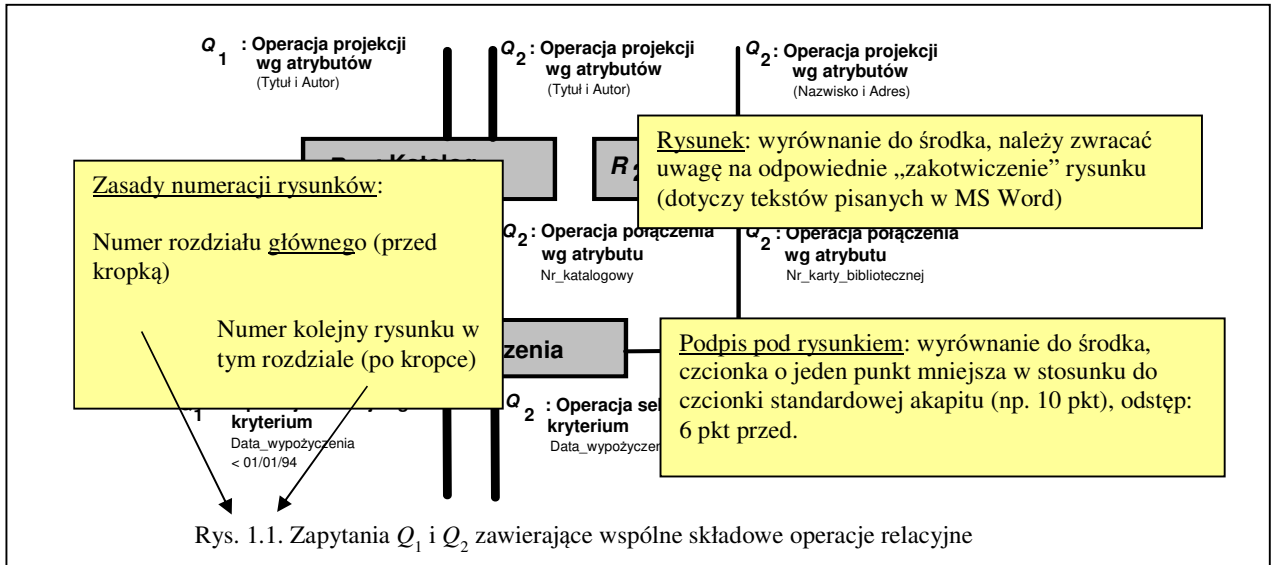 Q1 : Operacja projekcji
wg atrybutów
(Tytuł i Autor)
Q2 : Operacja projekcji
wg atrybutów
(Tytuł i Autor)
Q2 : Operacja projekcji
wg atrybutów
(Nazwisko i Adres)
Katalog
R2
Rysunek: wyrównanie do środka, należy zwracać
uwagę na odpowiednie „zakotwiczenie” rysunku
(dotyczy tekstów pisanych w MS Word)
Zasady numeracji rysunków:
Numer rozdziału głównego (przed
kropką)
Numer kolejny rysunku w
tym rozdziale (po kropce)
Q2 : Operacja połączenia
wg atrybutu
Nr_katalogowy
Q2 : Operacja połączenia
wg atrybutu
Nr_karty_bibliotecznej
zenia
Podpis pod rysunkiem: wyrównanie do środka,
czcionka o jeden punkt mniejsza w stosunku do
czcionki standardowej akapitu (np. 10 pkt), odstęp:
6 pkt przed.
kryterium
Data_wypożyczenia
< 01/01/94
Q2 : Operacja sel
kryterium
Data_wypożyczen
Rys. 1.1. Zapytania Q1 i Q2 zawierające wspólne składowe operacje relacyjne